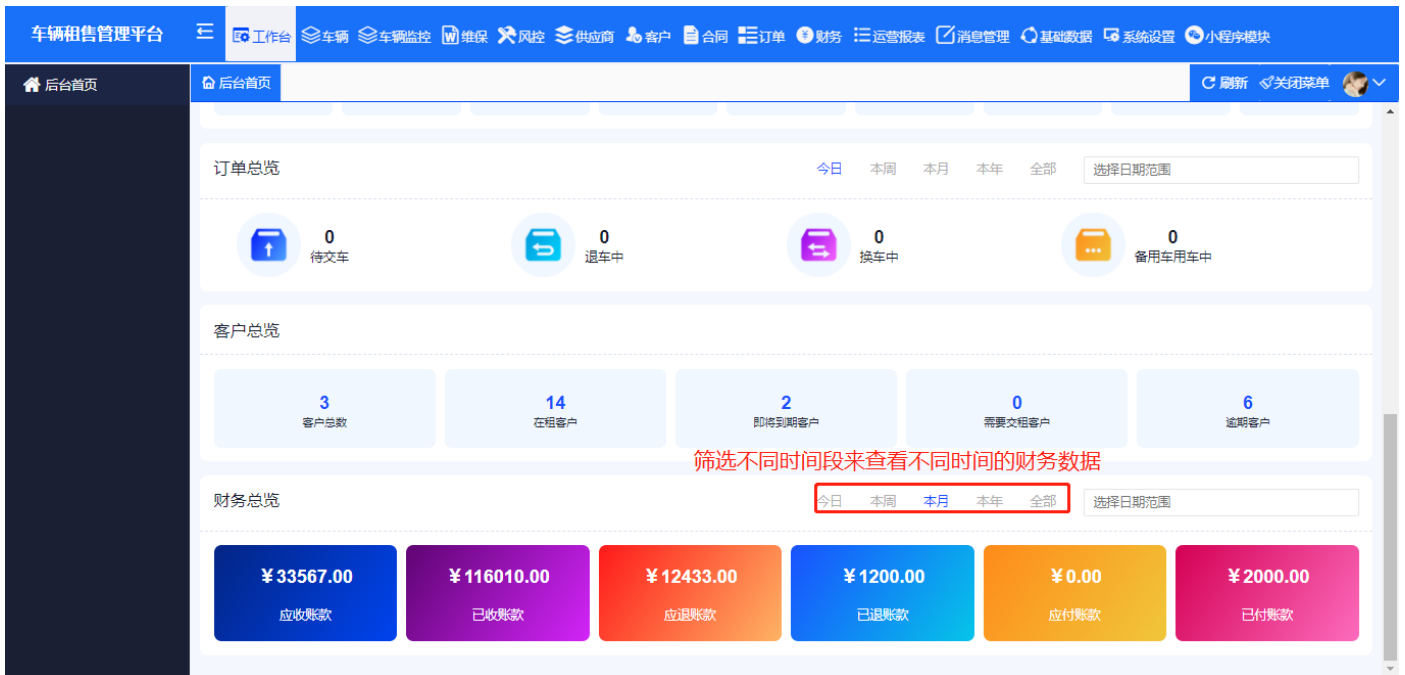 车辆租售管理平台 工作台 车辆 车辆监控 维保 风控 供应商 客户 合同 订单 财务 运营报表 消息管理 基础数据 系统设置 小程序模块
后台首页 后台首页 刷新 关闭菜单
订单总览 今日 本周 本月 本年 全部 选择日期范围
0 0 0 0
待交车 退车中 换车中 备用车用车中
客户总览
3 14 2 0 6
客户总数 在租客户 即将到期客户 需要交租客户 逾期客户
筛选不同时间段来查看不同时间的财务数据
财务总览 今日 本周 本月 本年 全部 选择日期范围
¥33567.00 ¥116010.00 ¥12433.00 ¥1200.00 ¥0.00 ¥2000.00
应收账款 已收账款 应退账款 已退账款 应付账款 已付账款